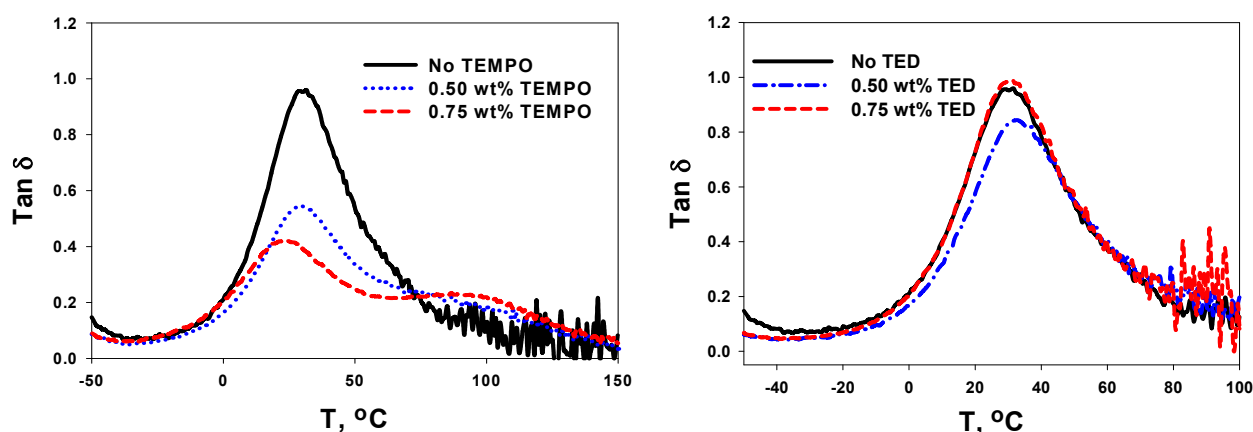 Tan δ
1.2
1.0
0.8
0.6
0.4
0.2
0.0
No TEMPO
0.50 wt% TEMPO
0.75 wt% TEMPO
-50
0
50
100
150
T, ºC
Tan δ
1.2
1.0
0.8
0.6
0.4
0.2
0.0
No TED
0.50 wt% TED
0.75 wt% TED
-40
-20
0
20
40
60
80
100
T, ºC